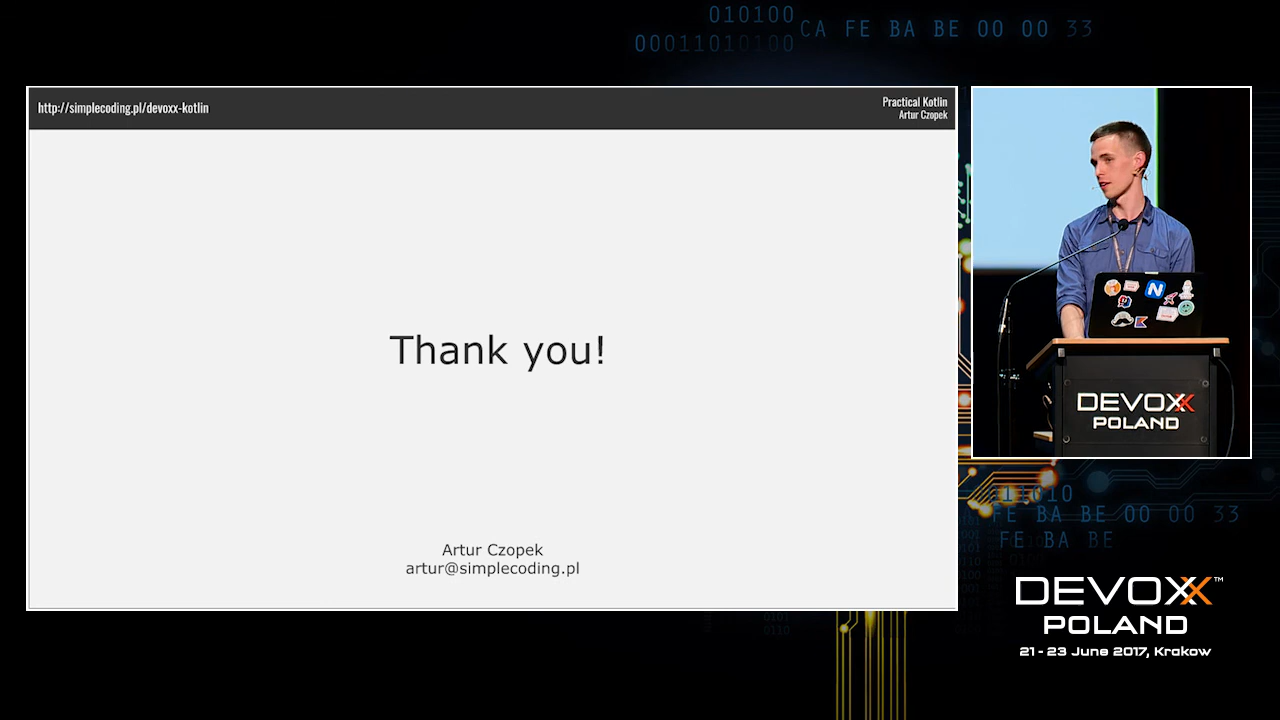 010100
00011010100
CA FE BA BE 00 00 33
http://simplecoding.pl/devoxx-kotlin
Practical Kotlin
Artur Czopek
Thank you!
Artur Czopek
artur@simplecoding.pl
N
DEVOXX
POLAND
FE BA BE 00 00 33
FE BA BE
DEVOXX™
POLAND
21 - 23 June 2017, Krakow